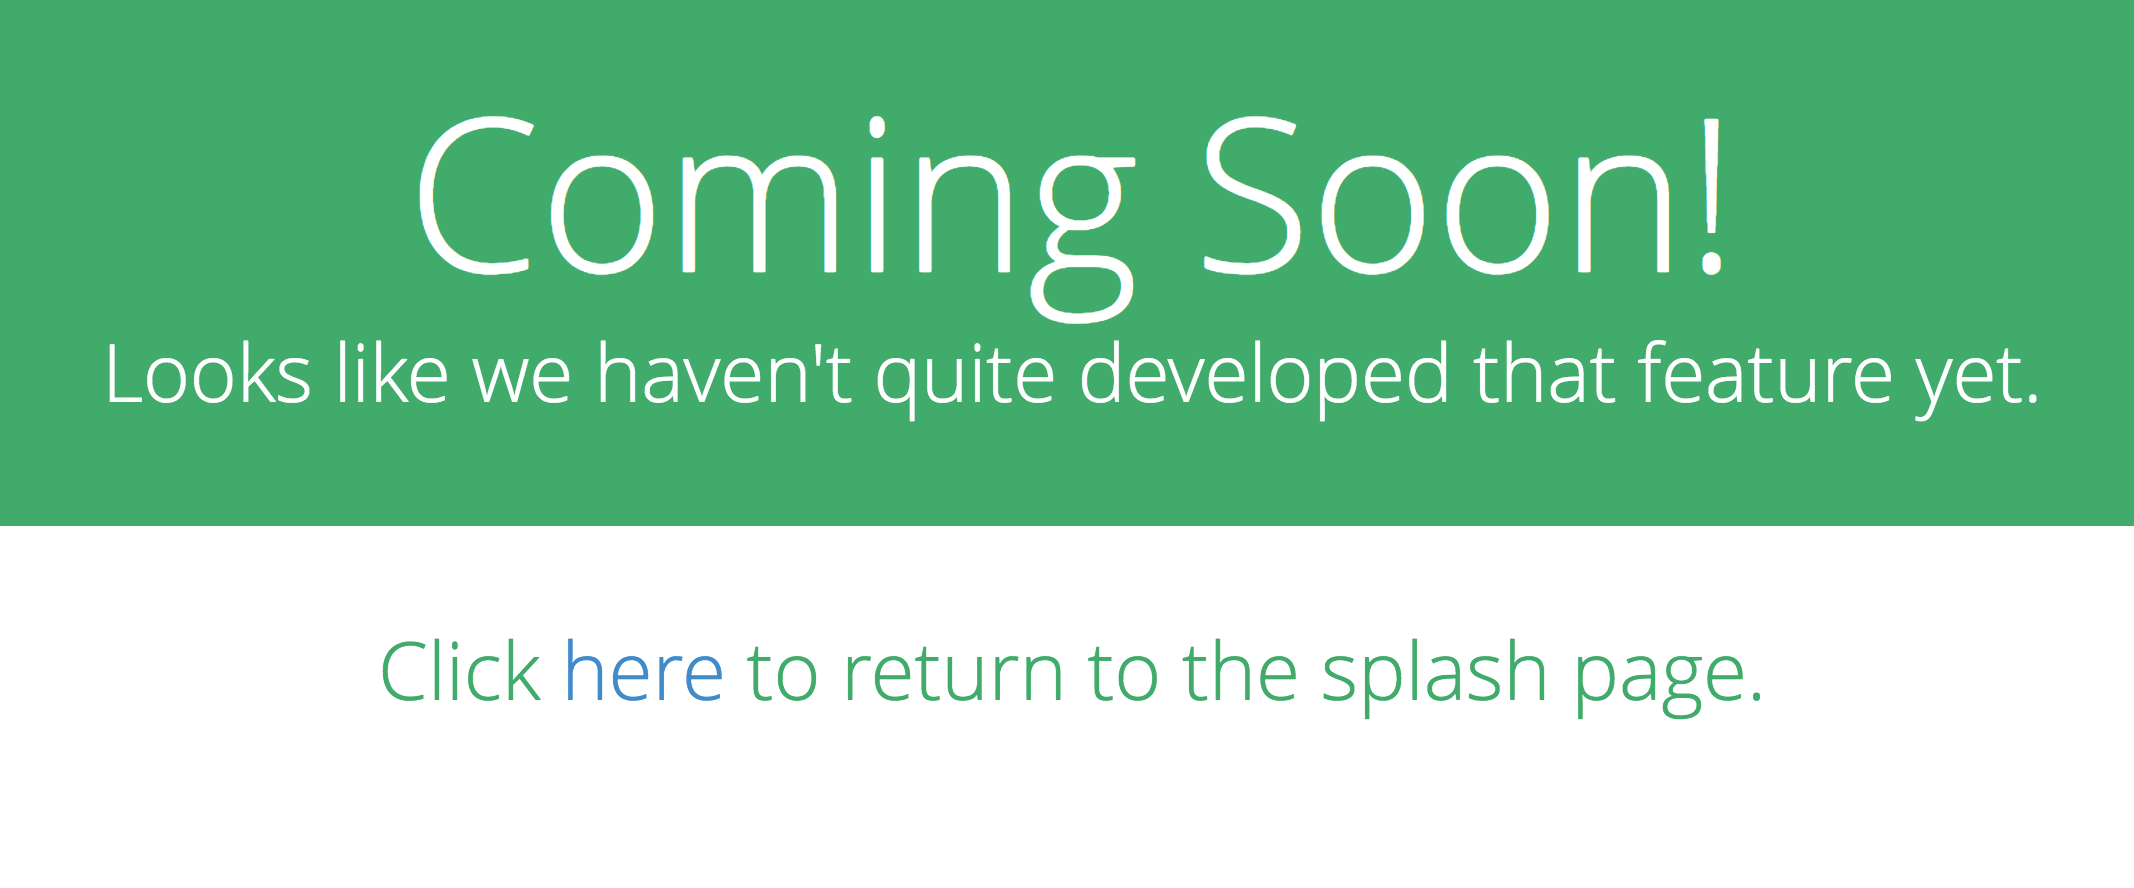 Coming Soon!
Looks like we haven't quite developed that feature yet.
Click here to return to the splash page.